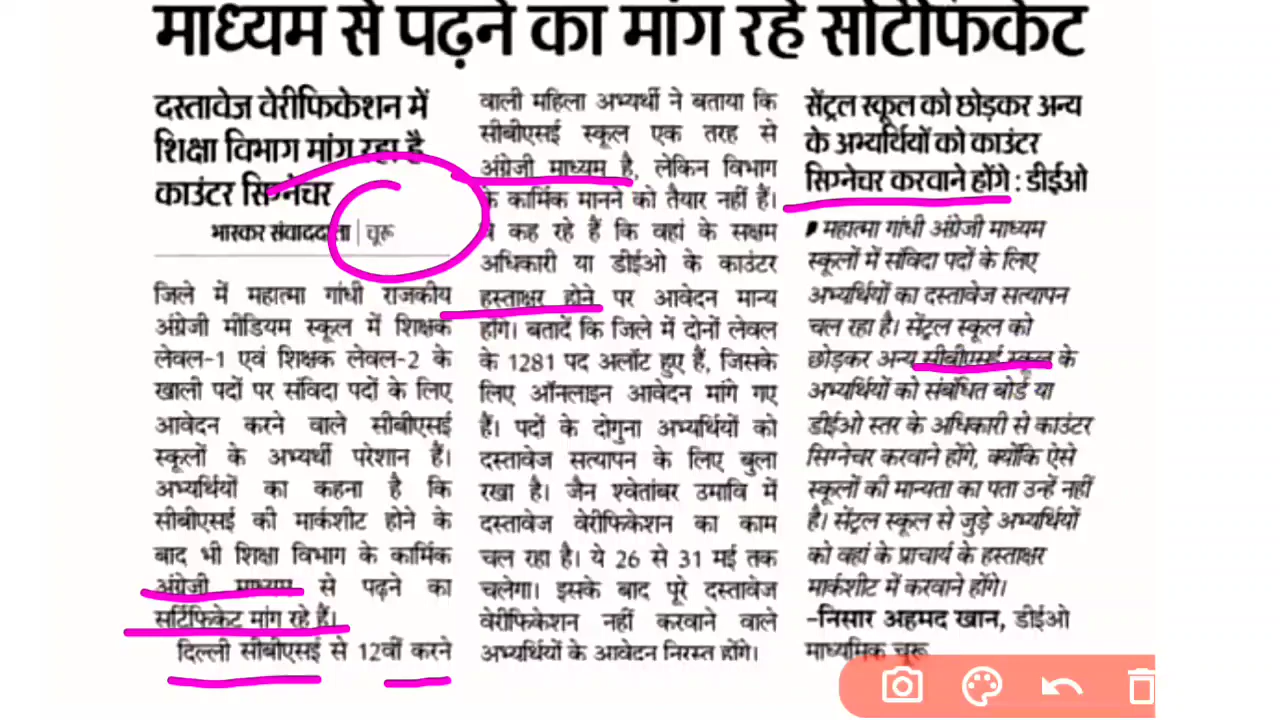 माध्यम से पढ़ने का मांग रहे सर्टिफिकेट
दस्तावेज वेरीफिकेशन में
शिक्षा विभाग मांग रहा है
काउंटर सिग्नेचर
भास्कर संवाददाता | चूरू
जिले में महात्मा गांधी राजकीय
अंग्रेजी मीडियम स्कूल में शिक्षक
लेवल-1 एवं शिक्षक लेवल-2 के
खाली पदों पर संविदा पदों के लिए
आवेदन करने वाले सीबीएसई
स्कूलों के अभ्यर्थी परेशान हैं।
अभ्यर्थियों का कहना है कि
सीबीएसई की मार्कशीट होने के
बाद भी शिक्षा विभाग के कार्मिक
अंग्रेजी माध्यम से पढ़ने का
सर्टिफिकेट मांग रहे हैं।
दिल्ली सीबीएसई से 12वीं करने
वाली महिला अभ्यर्थी ने बताया कि
सीबीएसई स्कूल एक तरह से
अंग्रेजी माध्यम है, लेकिन विभाग
के कार्मिक मानने को तैयार नहीं हैं।
वे कह रहे हैं कि वहां के सक्षम
अधिकारी या डीईओ के काउंटर
हस्ताक्षर होने पर आवेदन मान्य
होंगे। बतादें कि जिले में दोनों लेवल
के 1281 पद अलॉट हुए हैं, जिसके
लिए ऑनलाइन आवेदन मांगे गए
हैं। पदों के दोगुना अभ्यर्थियों को
दस्तावेज सत्यापन के लिए बुला
रखा है। जैन श्वेतांबर उमावि में
दस्तावेज वेरीफिकेशन का काम
चल रहा है। ये 26 से 31 मई तक
चलेगा। इसके बाद पूरे दस्तावेज
वेरीफिकेशन नहीं करवाने वाले
अभ्यर्थियों के आवेदन निरस्त होंगे।
सेंट्रल स्कूल को छोड़कर अन्य
के अभ्यर्थियों को काउंटर
सिग्नेचर करवाने होंगे : डीईओ
महात्मा गांधी अंग्रेजी माध्यम
स्कूलों में संविदा पदों के लिए
अभ्यर्थियों का दस्तावेज सत्यापन
चल रहा है। सेंट्रल स्कूल को
छोड़कर अन्य सीबीएसई स्कूल के
अभ्यर्थियों को संबंधित बोर्ड या
डीईओ स्तर के अधिकारी से काउंटर
सिग्नेचर करवाने होंगे, क्योंकि ऐसे
स्कूलों की मान्यता का पता उन्हें नहीं
है। सेंट्रल स्कूल से जुड़े अभ्यर्थियों
को वहां के प्राचार्य के हस्ताक्षर
मार्कशीट में करवाने होंगे।
-निसार अहमद खान, डीईओ
माध्यमिक चूरू